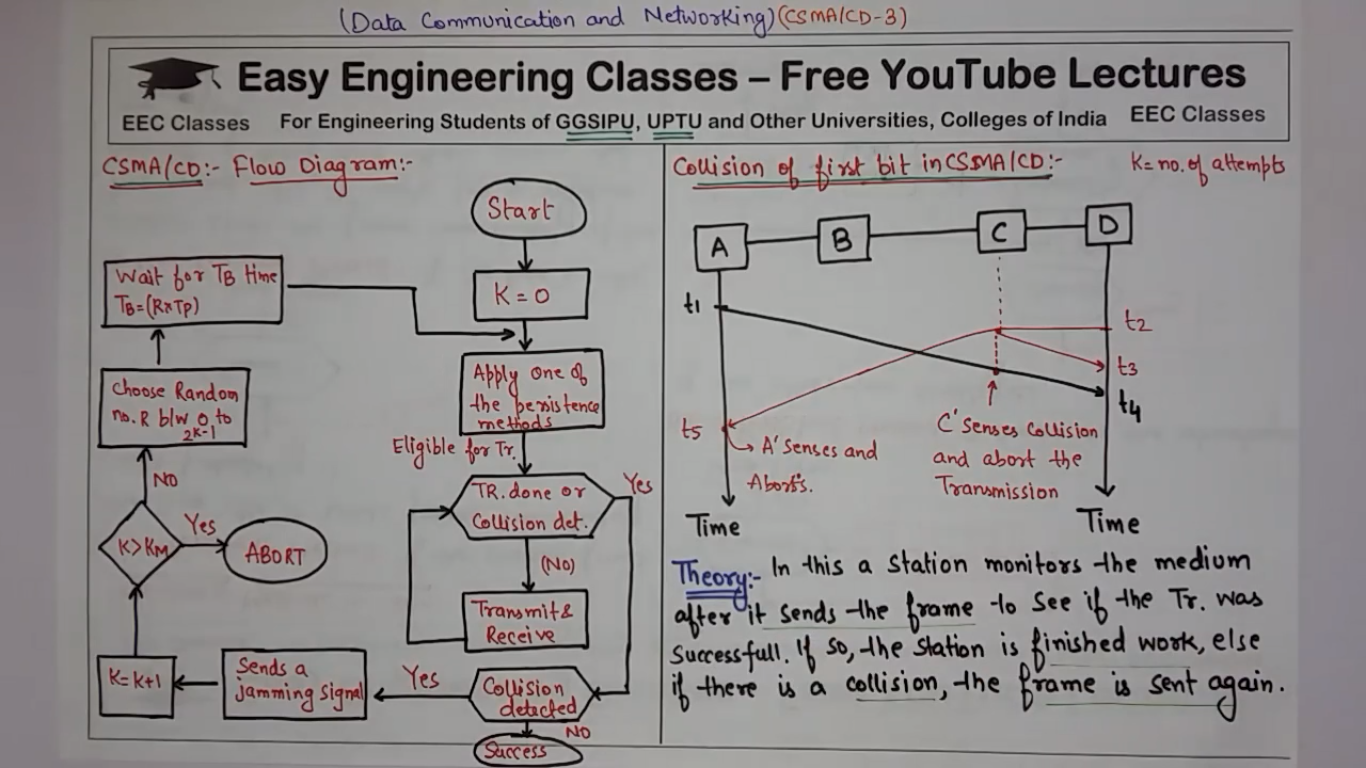 (Data Communication and Networking)(CSMA/CD-3)
Easy Engineering Classes – Free YouTube Lectures
EEC Classes For Engineering Students of GGSIPU, UPTU and Other Universities, Colleges of India EEC Classes
CSMA/CD:- Flow Diagram:-
Start
K = 0
Wait for TB time
TB=(R×Tp)
Apply one of
the persistence
methods
Choose Random
no. R b/w 0 to
2K-1
Eligible for Tr.
TR. done or
Collision det.
Yes
(No)
Transmit &
Receive
NO
K>KM
Yes
ABORT
K=K+1
Sends a
jamming signal
Yes
Collision
detected
NO
Success
Collision of first bit in CSMA/CD:-
K= no. of attempts
A
B
C
D
t1
t2
t3
t4
t5
A' Senses and
Aborts.
C' Senses Collision
and abort the
Transmission
Time
Time
Theory:- In this a Station monitors the medium
after it sends the frame to See if the Tr. was
Successfull. If so, the Station is finished work, else
if there is a collision, the frame is sent again.